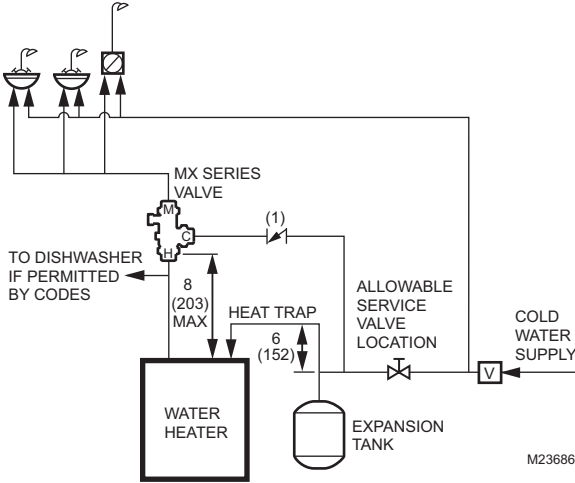 MX SERIES
VALVE
M
(1)
C
H
TO DISHWASHER
IF PERMITTED
BY CODES
8
(203)
MAX
HEAT TRAP
6
(152)
ALLOWABLE
SERVICE
VALVE
LOCATION
COLD
WATER
SUPPLY
V
WATER
HEATER
EXPANSION
TANK
M23686